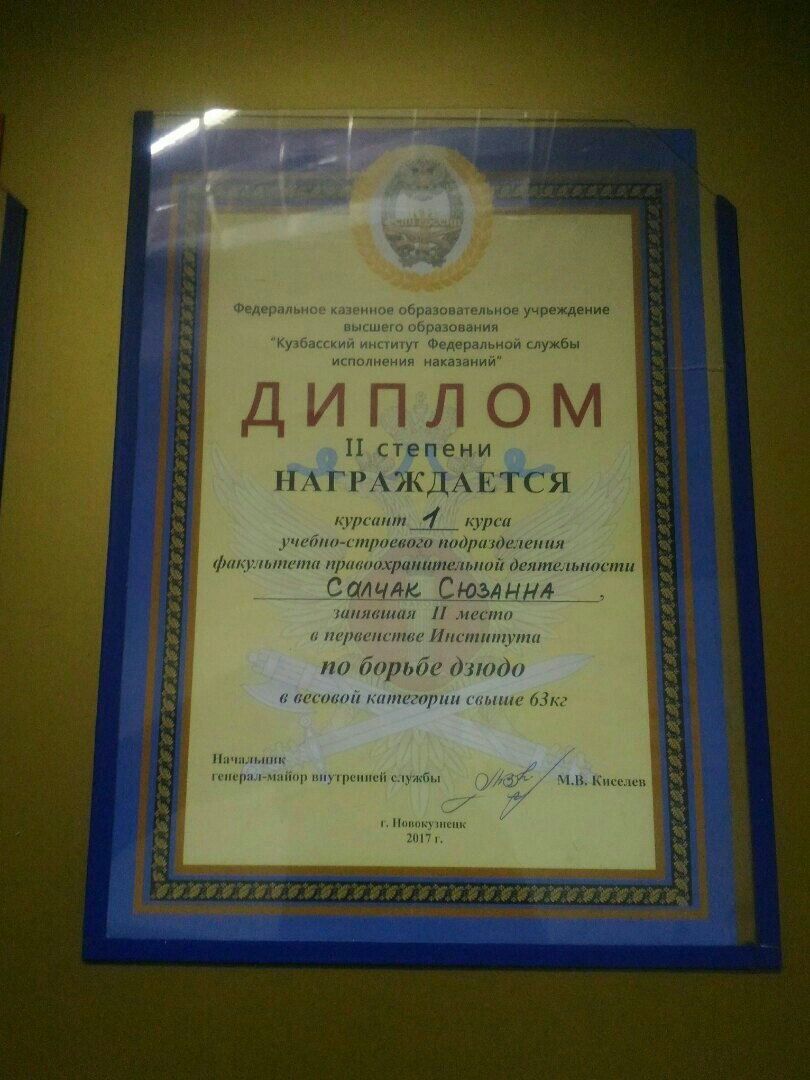 Федеральное казенное образовательное учреждение
высшего образования
"Кузбасский институт Федеральной службы
исполнения наказаний"
ДИПЛОМ
II степени
НАГРАЖДАЕТСЯ
курсант 1 курса
учебно-строевого подразделения
факультета правоохранительной деятельности
Салчак Сюзанна,
занявшая II место
в первенстве Института
по борьбе дзюдо
в весовой категории свыше 63кг
Начальник
генерал-майор внутренней службы М.В. Киселев
г. Новокузнецк
2017 г.